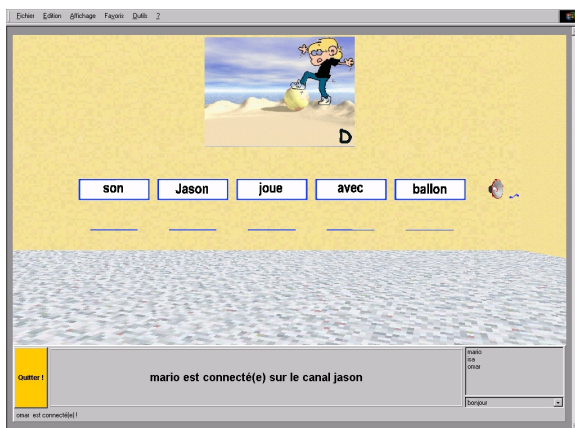 Fichier Edition Affichage Favoris Outils ?
D
son Jason joue avec ballon
mario
isa
omar
Quitter !
mario est connecté(e) sur le canal jason
bonjour
omar est connecté(e) !